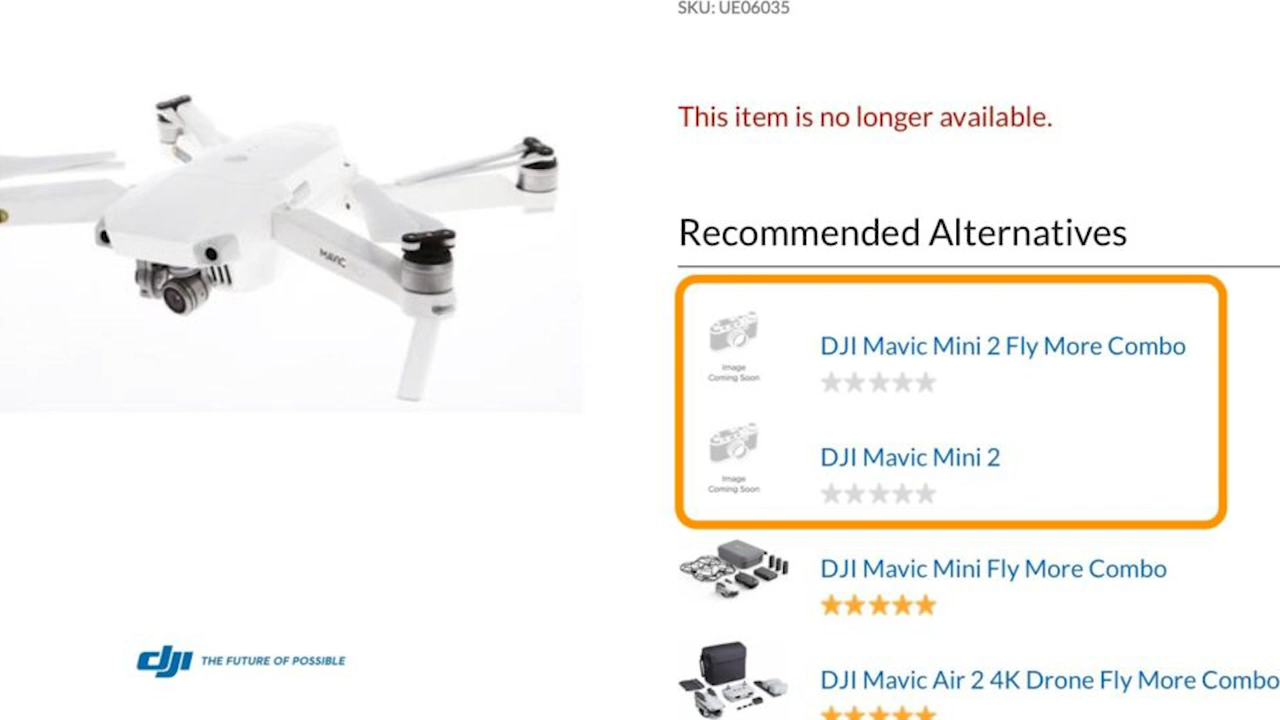 SKU: UE06035
This item is no longer available.
Recommended Alternatives
Image
Coming Soon
DJI Mavic Mini 2 Fly More Combo
Image
Coming Soon
DJI Mavic Mini 2
DJI Mavic Mini Fly More Combo
DJI Mavic Air 2 4K Drone Fly More Combo
MAVIC
dji THE FUTURE OF POSSIBLE